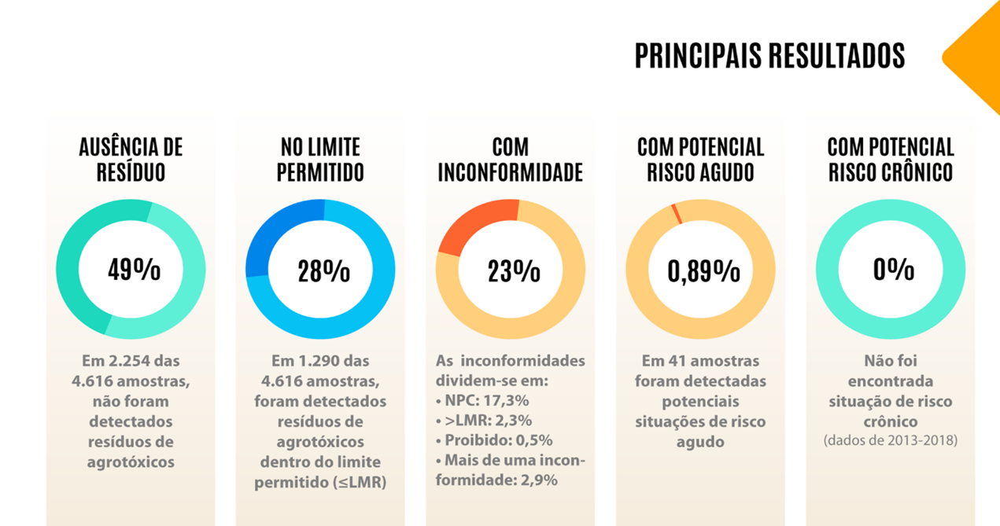 PRINCIPAIS RESULTADOS
AUSÊNCIA DE
RESÍDUO
49%
Em 2.254 das
4.616 amostras,
não foram
detectados
resíduos de
agrotóxicos
NO LIMITE
PERMITIDO
28%
Em 1.290 das
4.616 amostras,
foram detectados
resíduos de
agrotóxicos
dentro do limite
permitido (≤LMR)
COM
INCONFORMIDADE
23%
As inconformidades
dividem-se em:
• NPC: 17,3%
• >LMR: 2,3%
• Proibido: 0,5%
• Mais de uma incon-
formidade: 2,9%
COM POTENCIAL
RISCO AGUDO
0,89%
Em 41 amostras
foram detectadas
potenciais
situações de risco
agudo
COM POTENCIAL
RISCO CRÔNICO
0%
Não foi
encontrada
situação de risco
crônico
(dados de 2013-2018)